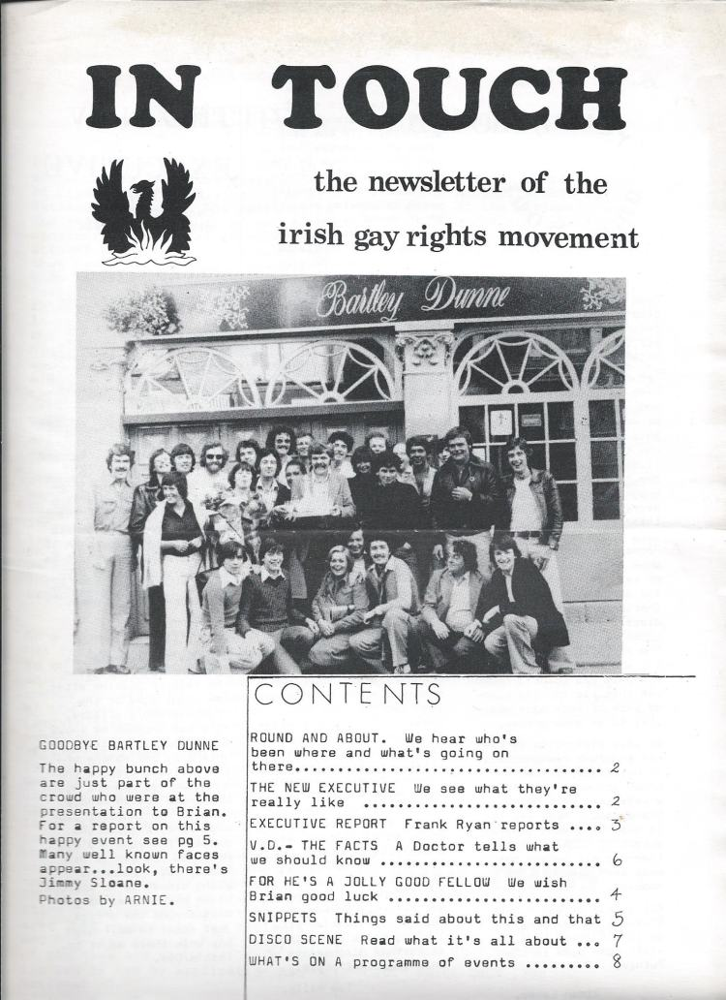 IN TOUCH
the newsletter of the
irish gay rights movement
Bartley Dunne
CONTENTS
GOODBYE BARTLEY DUNNE
The happy bunch above
are just part of the
crowd who were at the
presentation to Brian.
For a report on this
happy event see pg 5.
Many well known faces
appear...look, there's
Jimmy Sloane.
Photos by ARNIE.
ROUND AND ABOUT. We hear who's
been where and what's going on
there................................... 2
THE NEW EXECUTIVE We see what they're
really like ........................... 2
EXECUTIVE REPORT Frank Ryan reports .... 3
V.D.- THE FACTS A Doctor tells what
we should know ......................... 6
FOR HE'S A JOLLY GOOD FELLOW We wish
Brian good luck ........................ 4
SNIPPETS Things said about this and that 5
DISCO SCENE Read what it's all about ... 7
WHAT'S ON A programme of events ......... 8